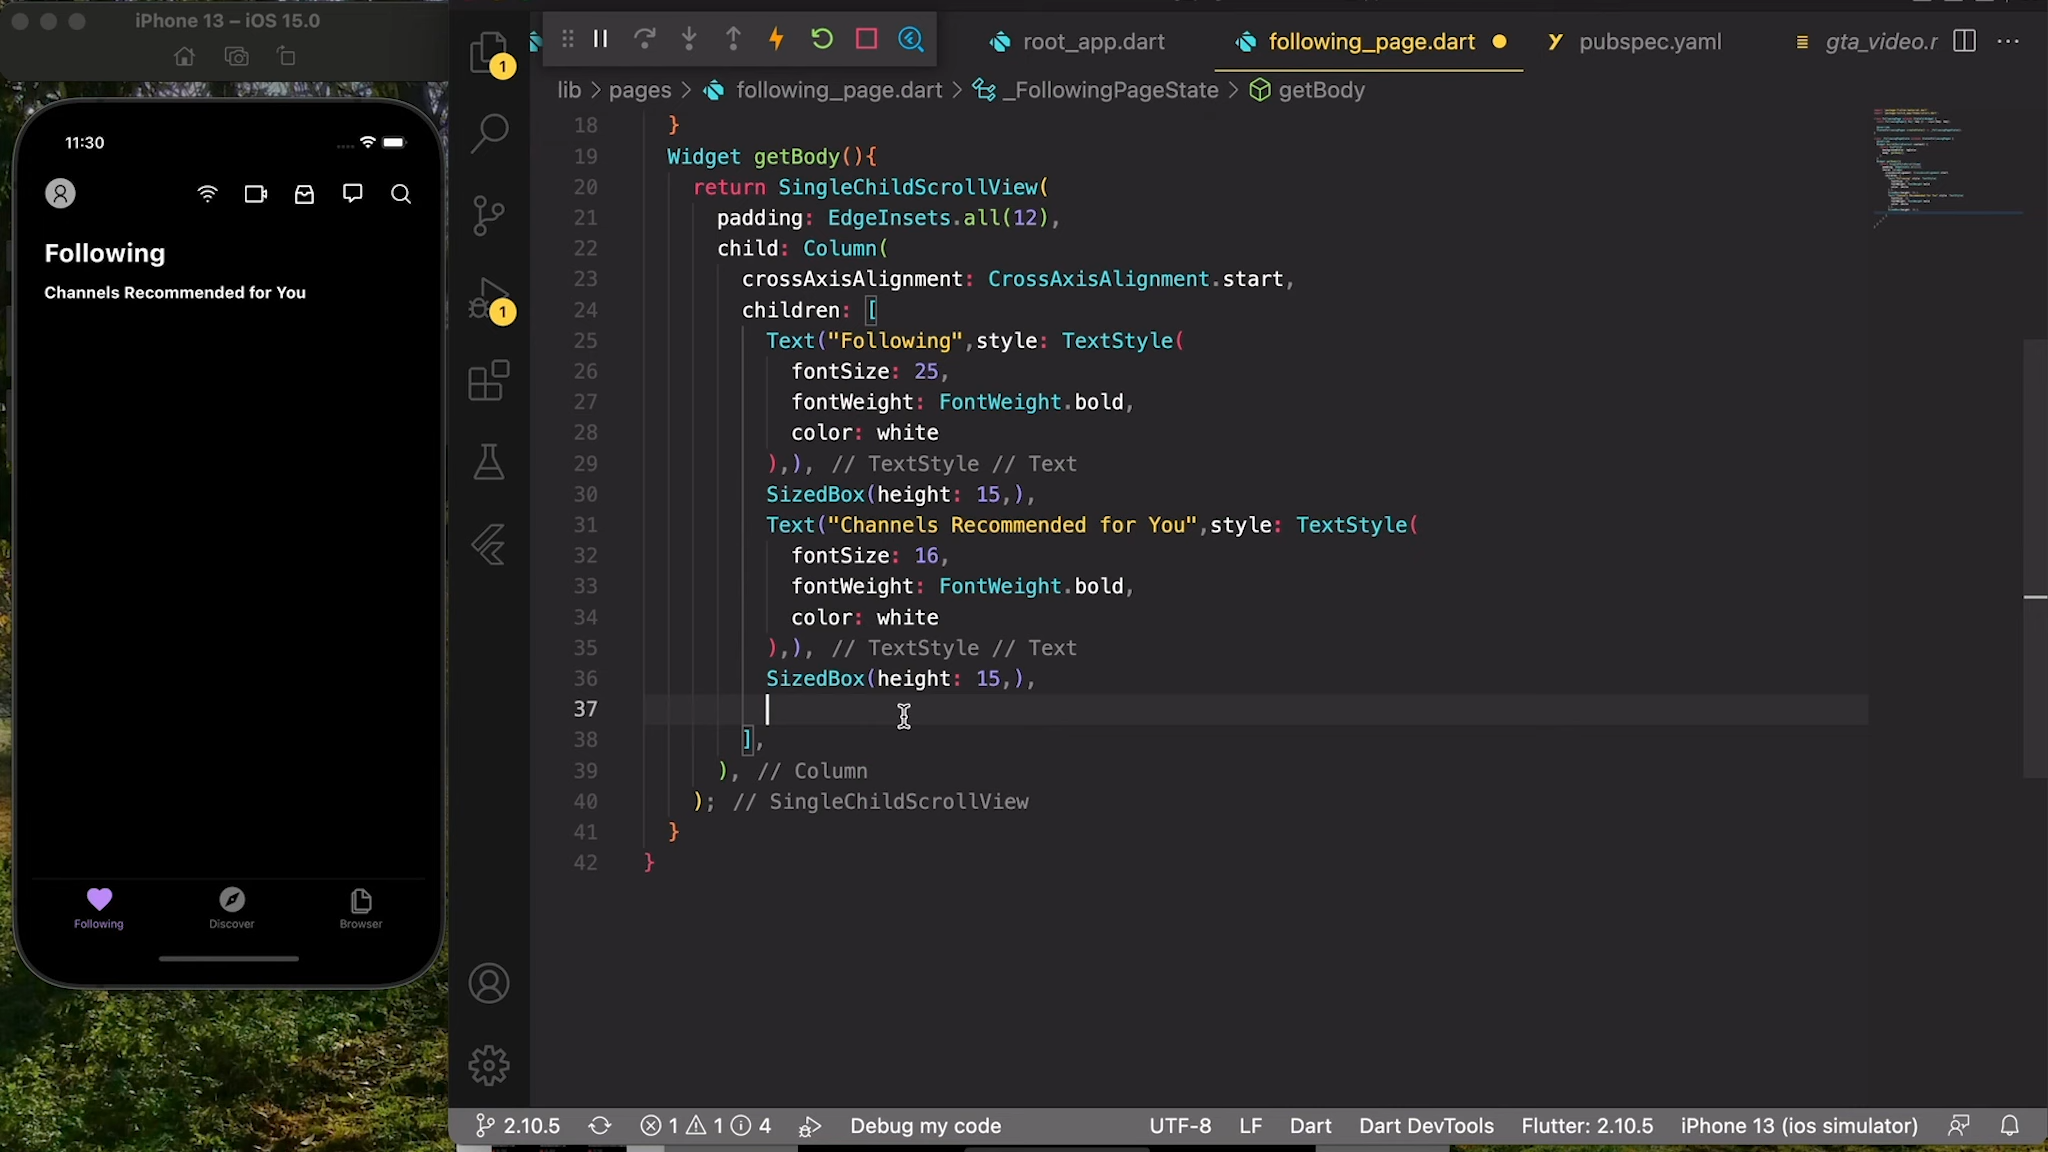 iPhone 13 – iOS 15.0
11:30
Following
Channels Recommended for You
Following
Discover
Browser
1
1
root_app.dart
following_page.dart
pubspec.yaml
gta_video.r
lib > pages > following_page.dart > _FollowingPageState > getBody
18 }
19 Widget getBody(){
20 return SingleChildScrollView(
21 padding: EdgeInsets.all(12),
22 child: Column(
23 crossAxisAlignment: CrossAxisAlignment.start,
24 children: [
25 Text("Following",style: TextStyle(
26 fontSize: 25,
27 fontWeight: FontWeight.bold,
28 color: white
29 ),), // TextStyle // Text
30 SizedBox(height: 15,),
31 Text("Channels Recommended for You",style: TextStyle(
32 fontSize: 16,
33 fontWeight: FontWeight.bold,
34 color: white
35 ),), // TextStyle // Text
36 SizedBox(height: 15,),
37
38 ],
39 ), // Column
40 ); // SingleChildScrollView
41 }
42 }
2.10.5 1 1 4 Debug my code UTF-8 LF Dart Dart DevTools Flutter: 2.10.5 iPhone 13 (ios simulator)